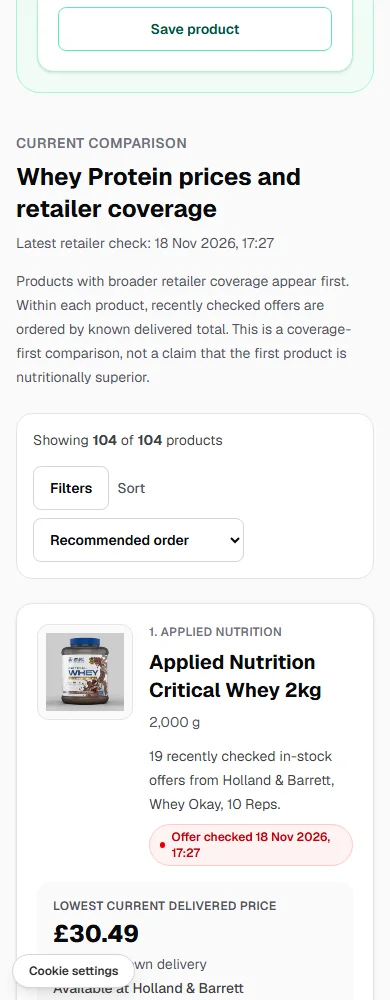 Save product
CURRENT COMPARISON
Whey Protein prices and
retailer coverage
Latest retailer check: 18 Nov 2026, 17:27
Products with broader retailer coverage appear first.
Within each product, recently checked offers are
ordered by known delivered total. This is a coverage-
first comparison, not a claim that the first product is
nutritionally superior.
Showing 104 of 104 products
Filters
Sort
Recommended order
WHEY
1. APPLIED NUTRITION
Applied Nutrition
Critical Whey 2kg
2,000 g
19 recently checked in-stock
offers from Holland & Barrett,
Whey Okay, 10 Reps.
Offer checked 18 Nov 2026,
17:27
LOWEST CURRENT DELIVERED PRICE
£30.49
delivery
Cookie settings
Available at Holland & Barrett